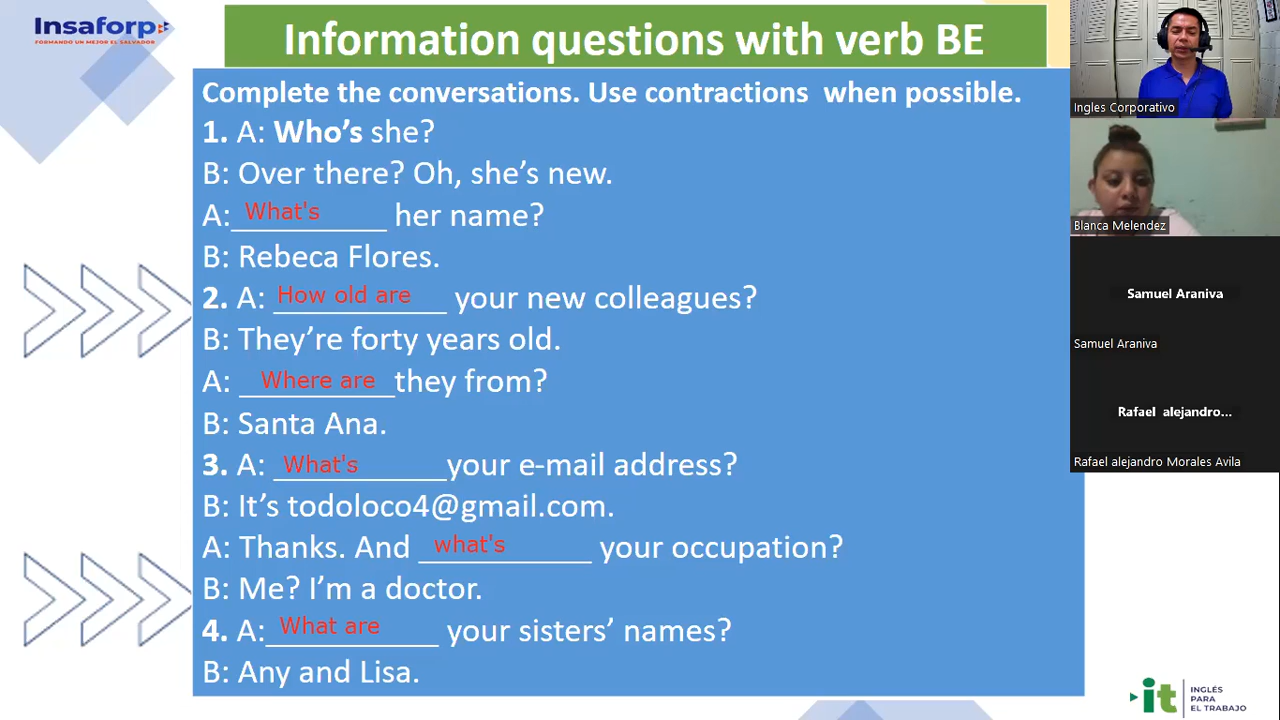 Insaforp
FORMANDO UN MEJOR EL SALVADOR
Information questions with verb BE
Complete the conversations. Use contractions when possible.
1. A: Who's she?
B: Over there? Oh, she's new.
A: What's her name?
B: Rebeca Flores.
2. A: How old are your new colleagues?
B: They're forty years old.
A: Where are they from?
B: Santa Ana.
3. A: What's your e-mail address?
B: It's todoloco4@gmail.com.
A: Thanks. And what's your occupation?
B: Me? I'm a doctor.
4. A: What are your sisters' names?
B: Any and Lisa.
Ingles Corporativo
Blanca Melendez
Samuel Araniva
Samuel Araniva
Rafael alejandro...
Rafael alejandro Morales Avila
it
INGLÉS
PARA
EL TRABAJO